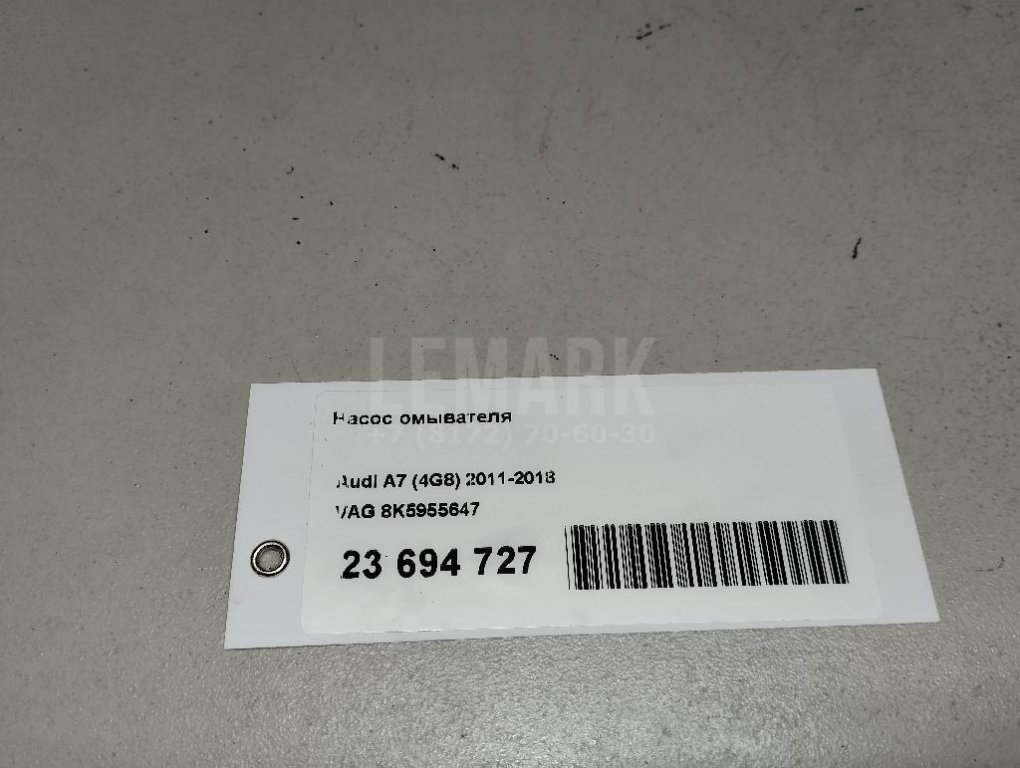 LEMARK
Насос омывателя
+7 (8172) 70-60-30
Audi A7 (4G8) 2011-2018
VAG 8K5955647
23 694 727